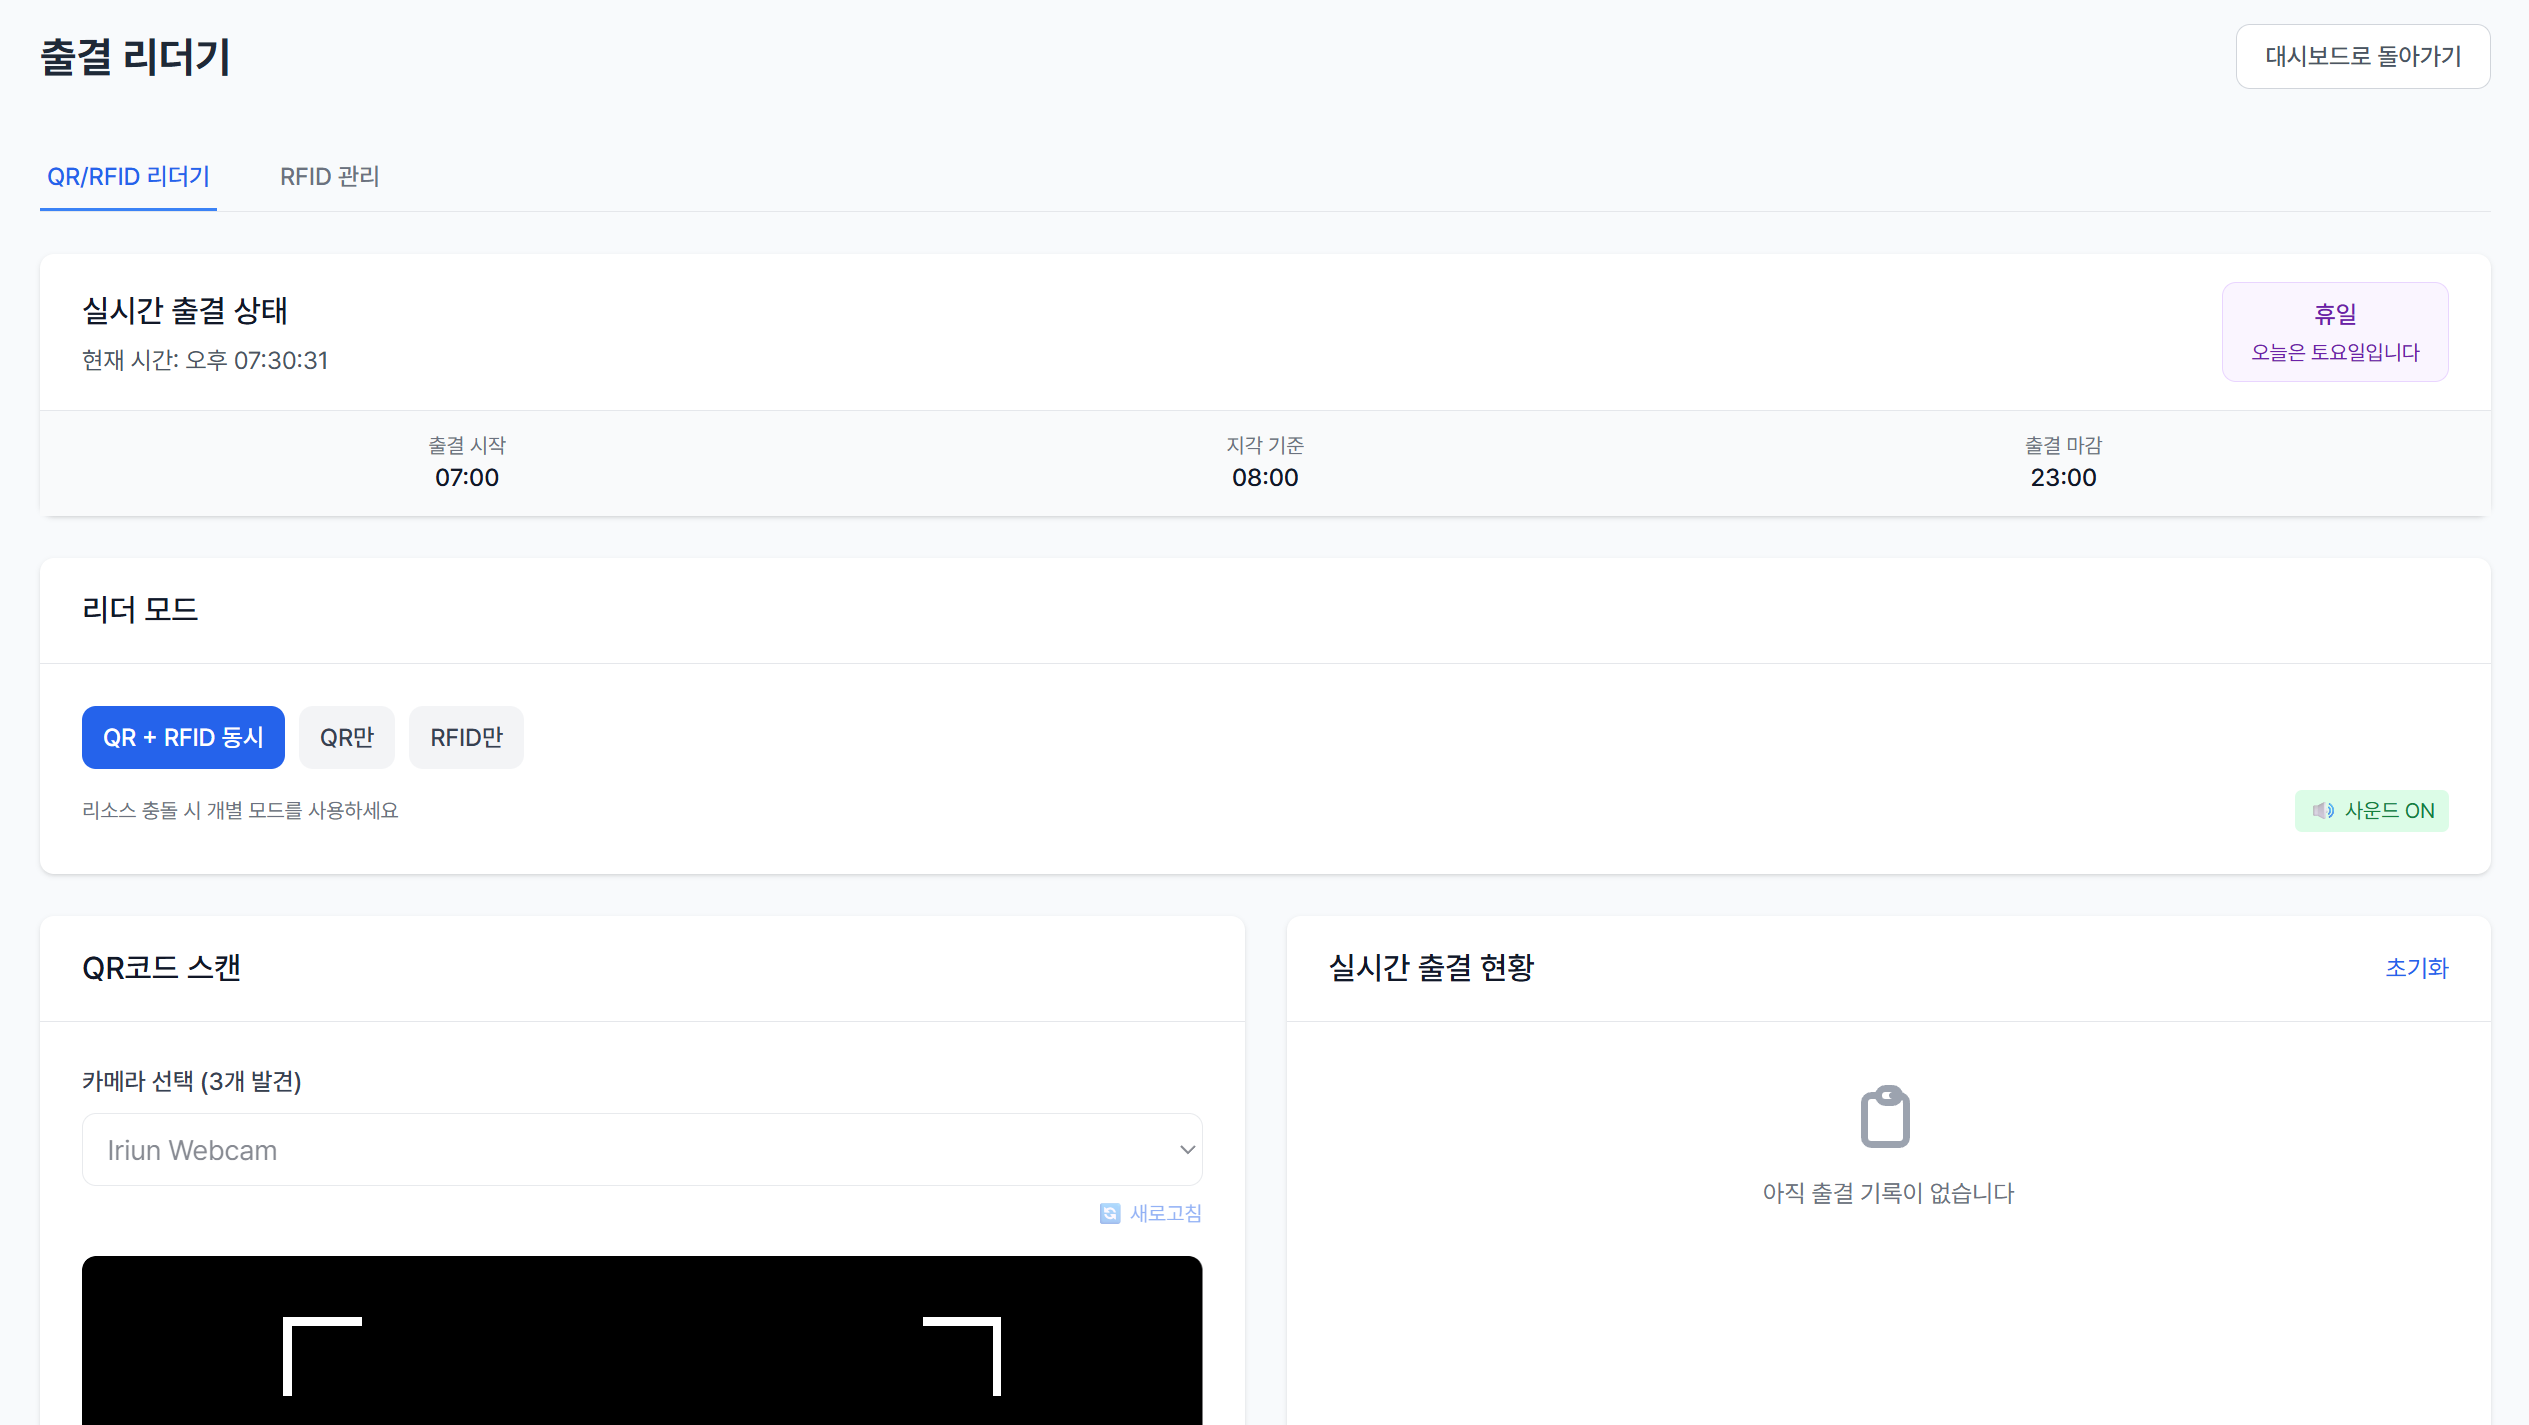 출결 리더기
대시보드로 돌아가기
QR/RFID 리더기
RFID 관리
실시간 출결 상태
현재 시간: 오후 07:30:31
휴일
오늘은 토요일입니다
출결 시작
07:00
지각 기준
08:00
출결 마감
23:00
리더 모드
QR + RFID 동시
QR만
RFID만
리소스 충돌 시 개별 모드를 사용하세요
사운드 ON
QR코드 스캔
카메라 선택 (3개 발견)
Iriun Webcam
새로고침
실시간 출결 현황
초기화
아직 출결 기록이 없습니다